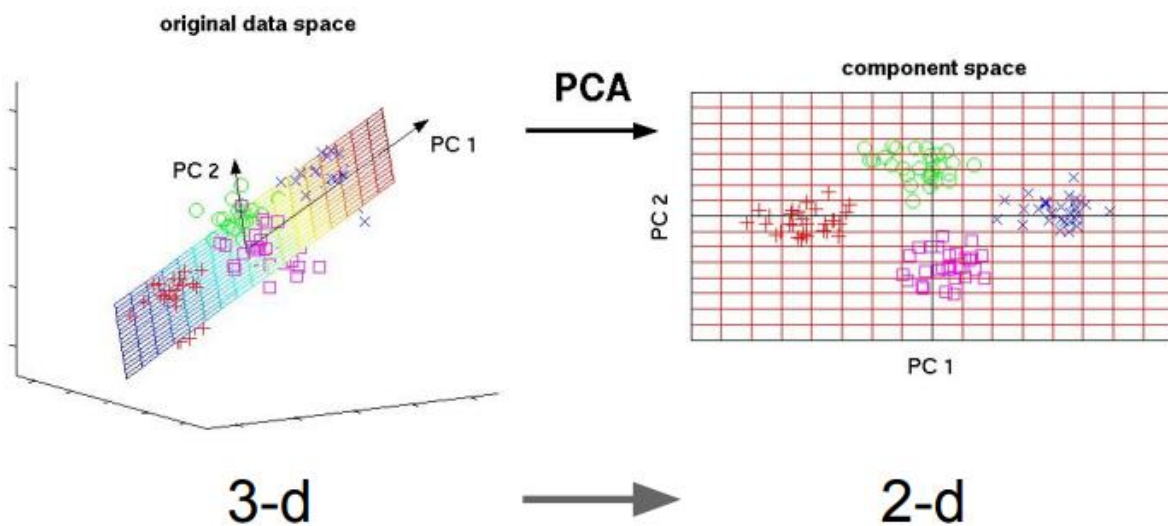 original data space
PCA
component space
PC 1
PC 2
PC 2
PC 1
3-d
2-d